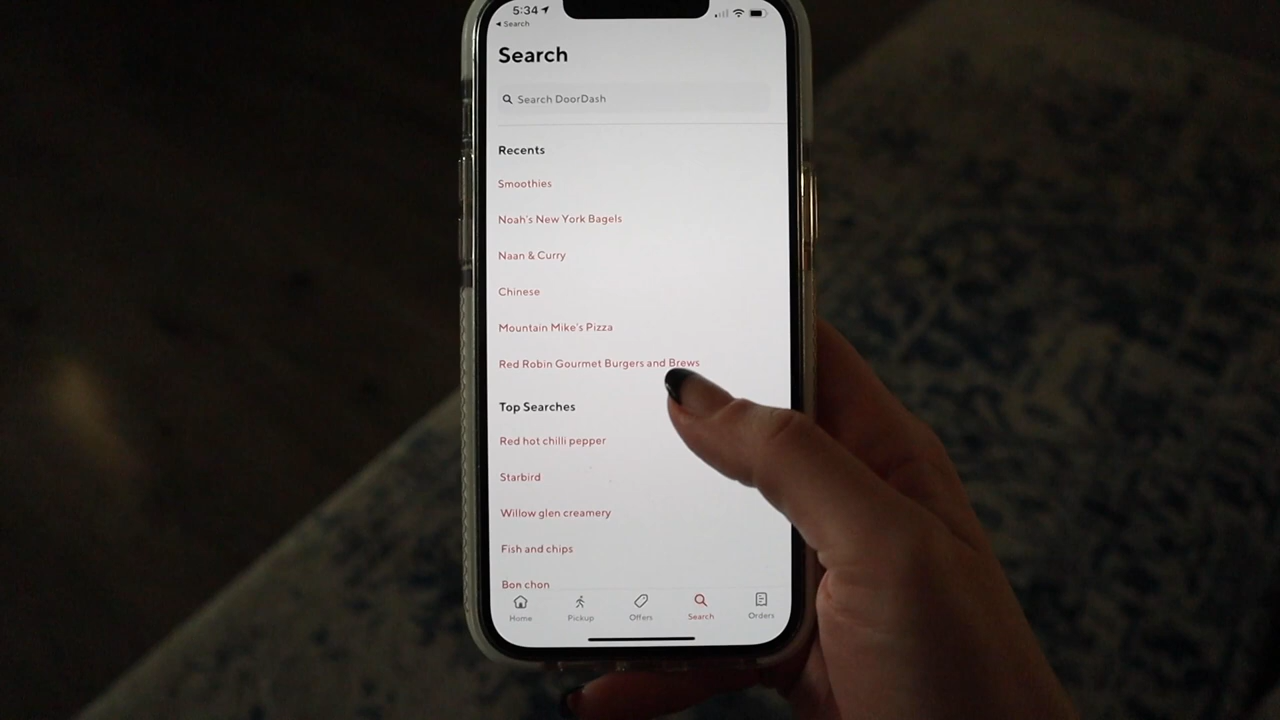 5:34
Search
Search
Search DoorDash
Recents
Smoothies
Noah's New York Bagels
Naan & Curry
Chinese
Mountain Mike's Pizza
Red Robin Gourmet Burgers and Brews
Top Searches
Red hot chilli pepper
Starbird
Willow glen creamery
Fish and chips
Bon chon
Home Pickup Offers Search Orders